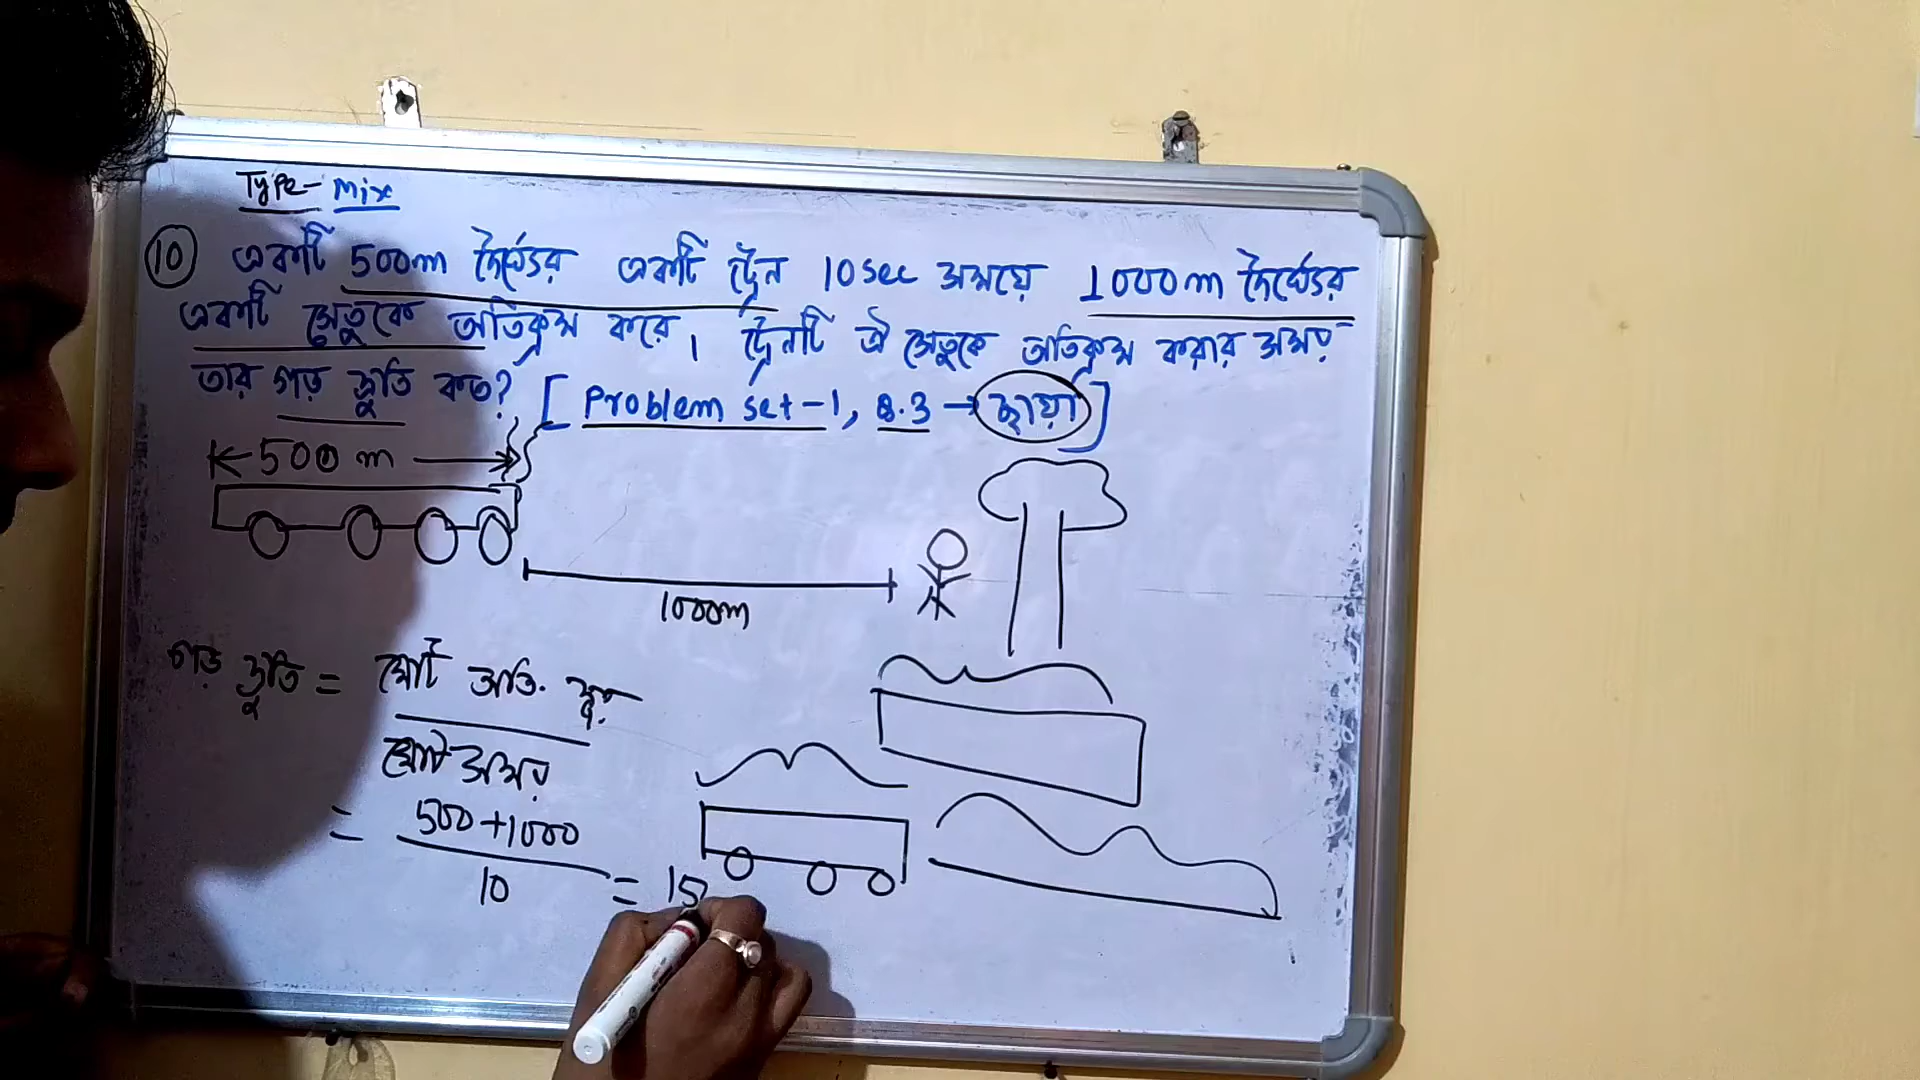 Type- Mix
10 একটি 500m দৈর্ঘ্যের একটি ট্রেন 10sec সময়ে 1000m দৈর্ঘ্যের
একটি সেতুকে অতিক্রম করে, ট্রেনটি ঐ সেতুকে অতিক্রম করার সময়
তার গড় দ্রুতি কত? [Problem set-1, 8.3 → ছায়া]
500 m
1000m
গড় দ্রুতি = মোট অতি. দূ.
মোট সময়
= 500+1000
10 = 15